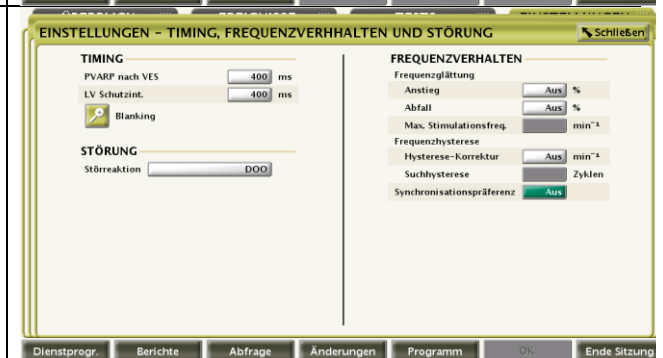 EINSTELLUNGEN
EINSTELLUNGEN - TIMING, FREQUENZVERHHALTEN UND STÖRUNG
Schließen
TIMING
PVARP nach VES 400 ms
LV Schutzint. 400 ms
Blanking
STÖRUNG
Störreaktion DOO
FREQUENZVERHALTEN
Frequenzglättung
Anstieg Aus %
Abfall Aus %
Max. Stimulationsfreq. min⁻¹
Frequenzhysterese
Hysterese-Korrektur Aus min⁻¹
Suchhysterese Zyklen
Synchronisationspräferenz Aus
Dienstprogr. Berichte Abfrage Änderungen Programm OK Ende Sitzung